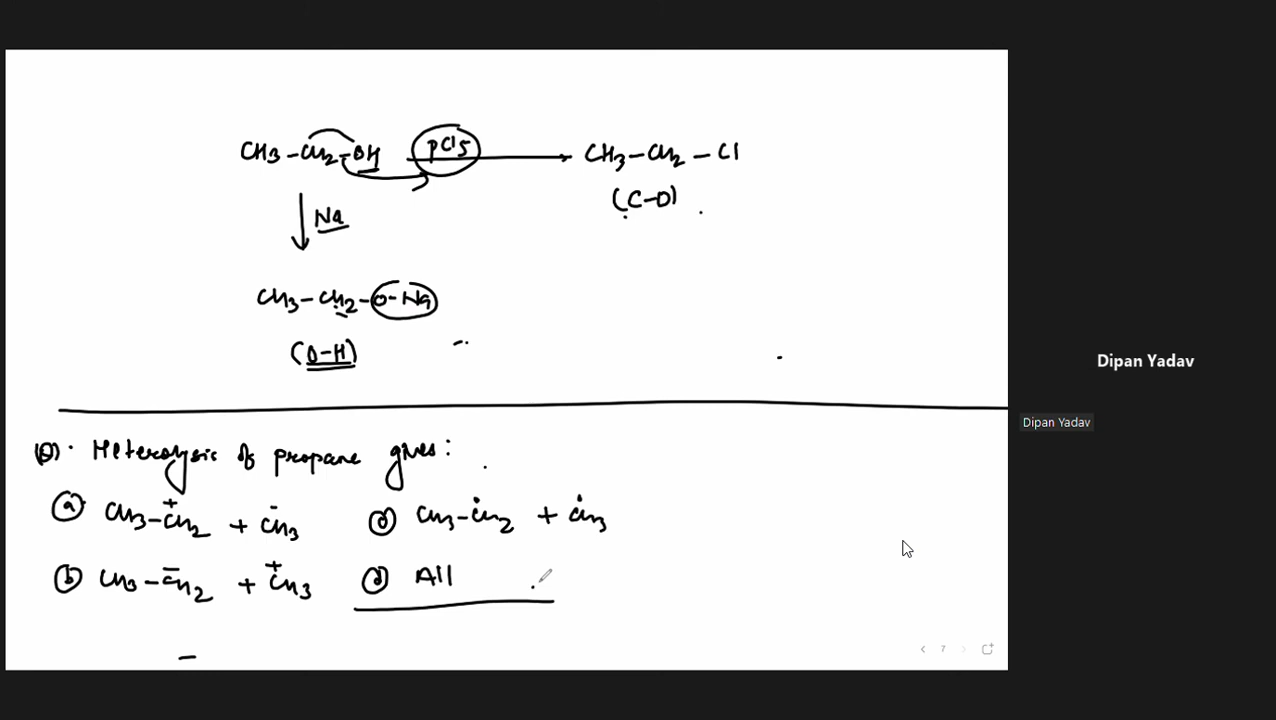 CH3-CH2-OH PCl5 CH3-CH2-Cl
(C-O)
Na
CH3-CH2-O-Na
(O-H)
Q. Heterolysis of propane gives:
(a) CH3-C⁺H2 + C⁻H3 (c) CH3-ĊH2 + ĊH3
(b) CH3-C⁻H2 + C⁺H3 (d) All
Dipan Yadav
Dipan Yadav
7